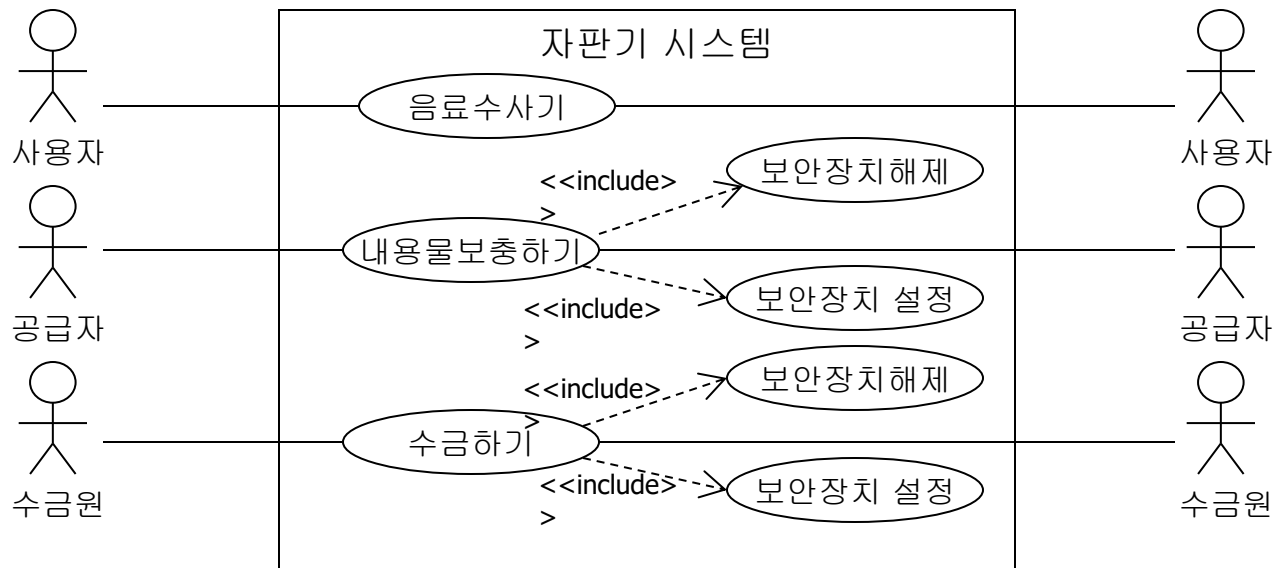 자판기 시스템
음료수사기
사용자
사용자
보안장치해제
<<include>
>
내용물보충하기
보안장치 설정
<<include>
>
공급자
공급자
보안장치해제
<<include>
>
수금하기
<<include>
>
보안장치 설정
수금원
수금원